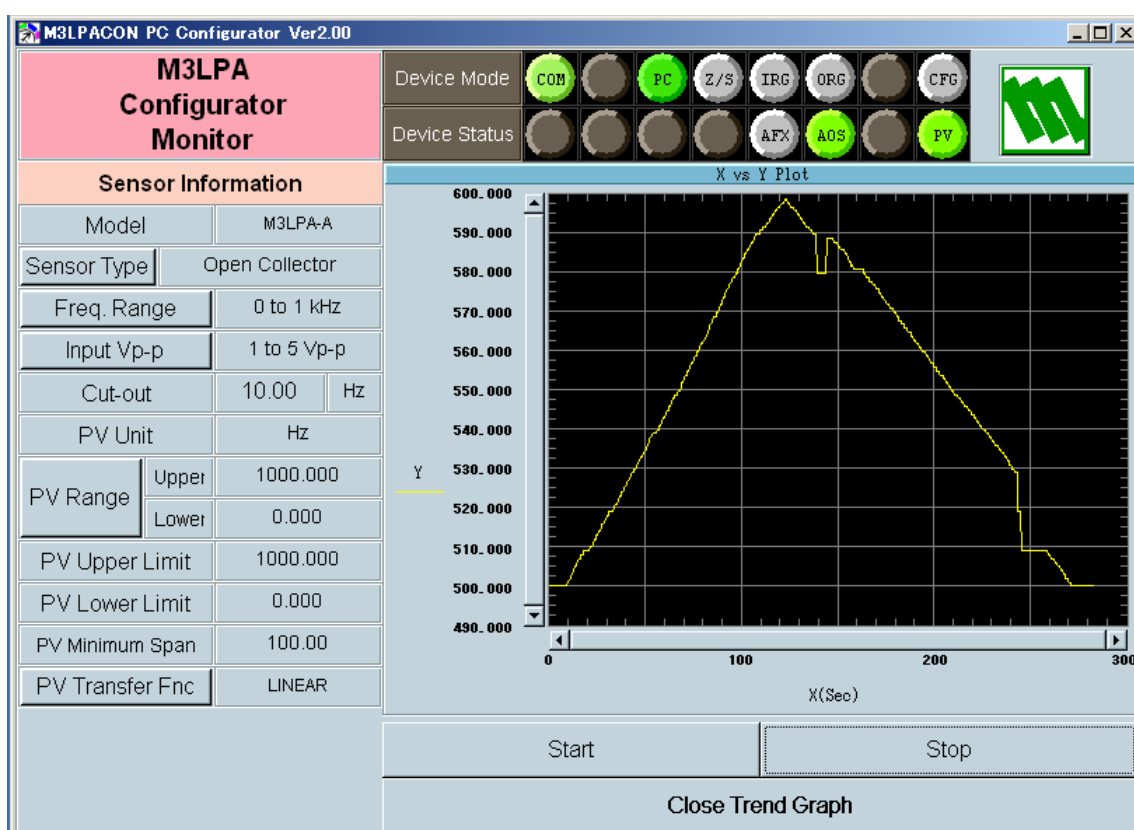 M3LPACON PC Configurator Ver2.00
M3LPA
Configurator
Monitor
Device Mode COM PC Z/S IRG ORG CFG
Device Status AFX AOS PV
Sensor Information
Model M3LPA-A
Sensor Type Open Collector
Freq. Range 0 to 1 kHz
Input Vp-p 1 to 5 Vp-p
Cut-out 10.00 Hz
PV Unit Hz
PV Range Upper 1000.000
Lower 0.000
PV Upper Limit 1000.000
PV Lower Limit 0.000
PV Minimum Span 100.00
PV Transfer Fnc LINEAR
X vs Y Plot
600.000
590.000
580.000
570.000
560.000
550.000
540.000
Y 530.000
520.000
510.000
500.000
490.000
0 100 200 300
X(Sec)
Start Stop
Close Trend Graph